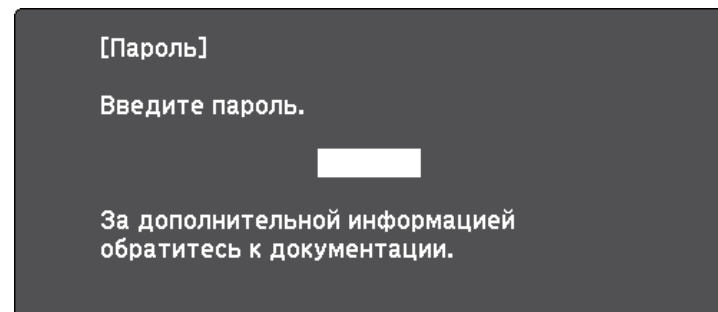 [Пароль]
Введите пароль.
За дополнительной информацией
обратитесь к документации.